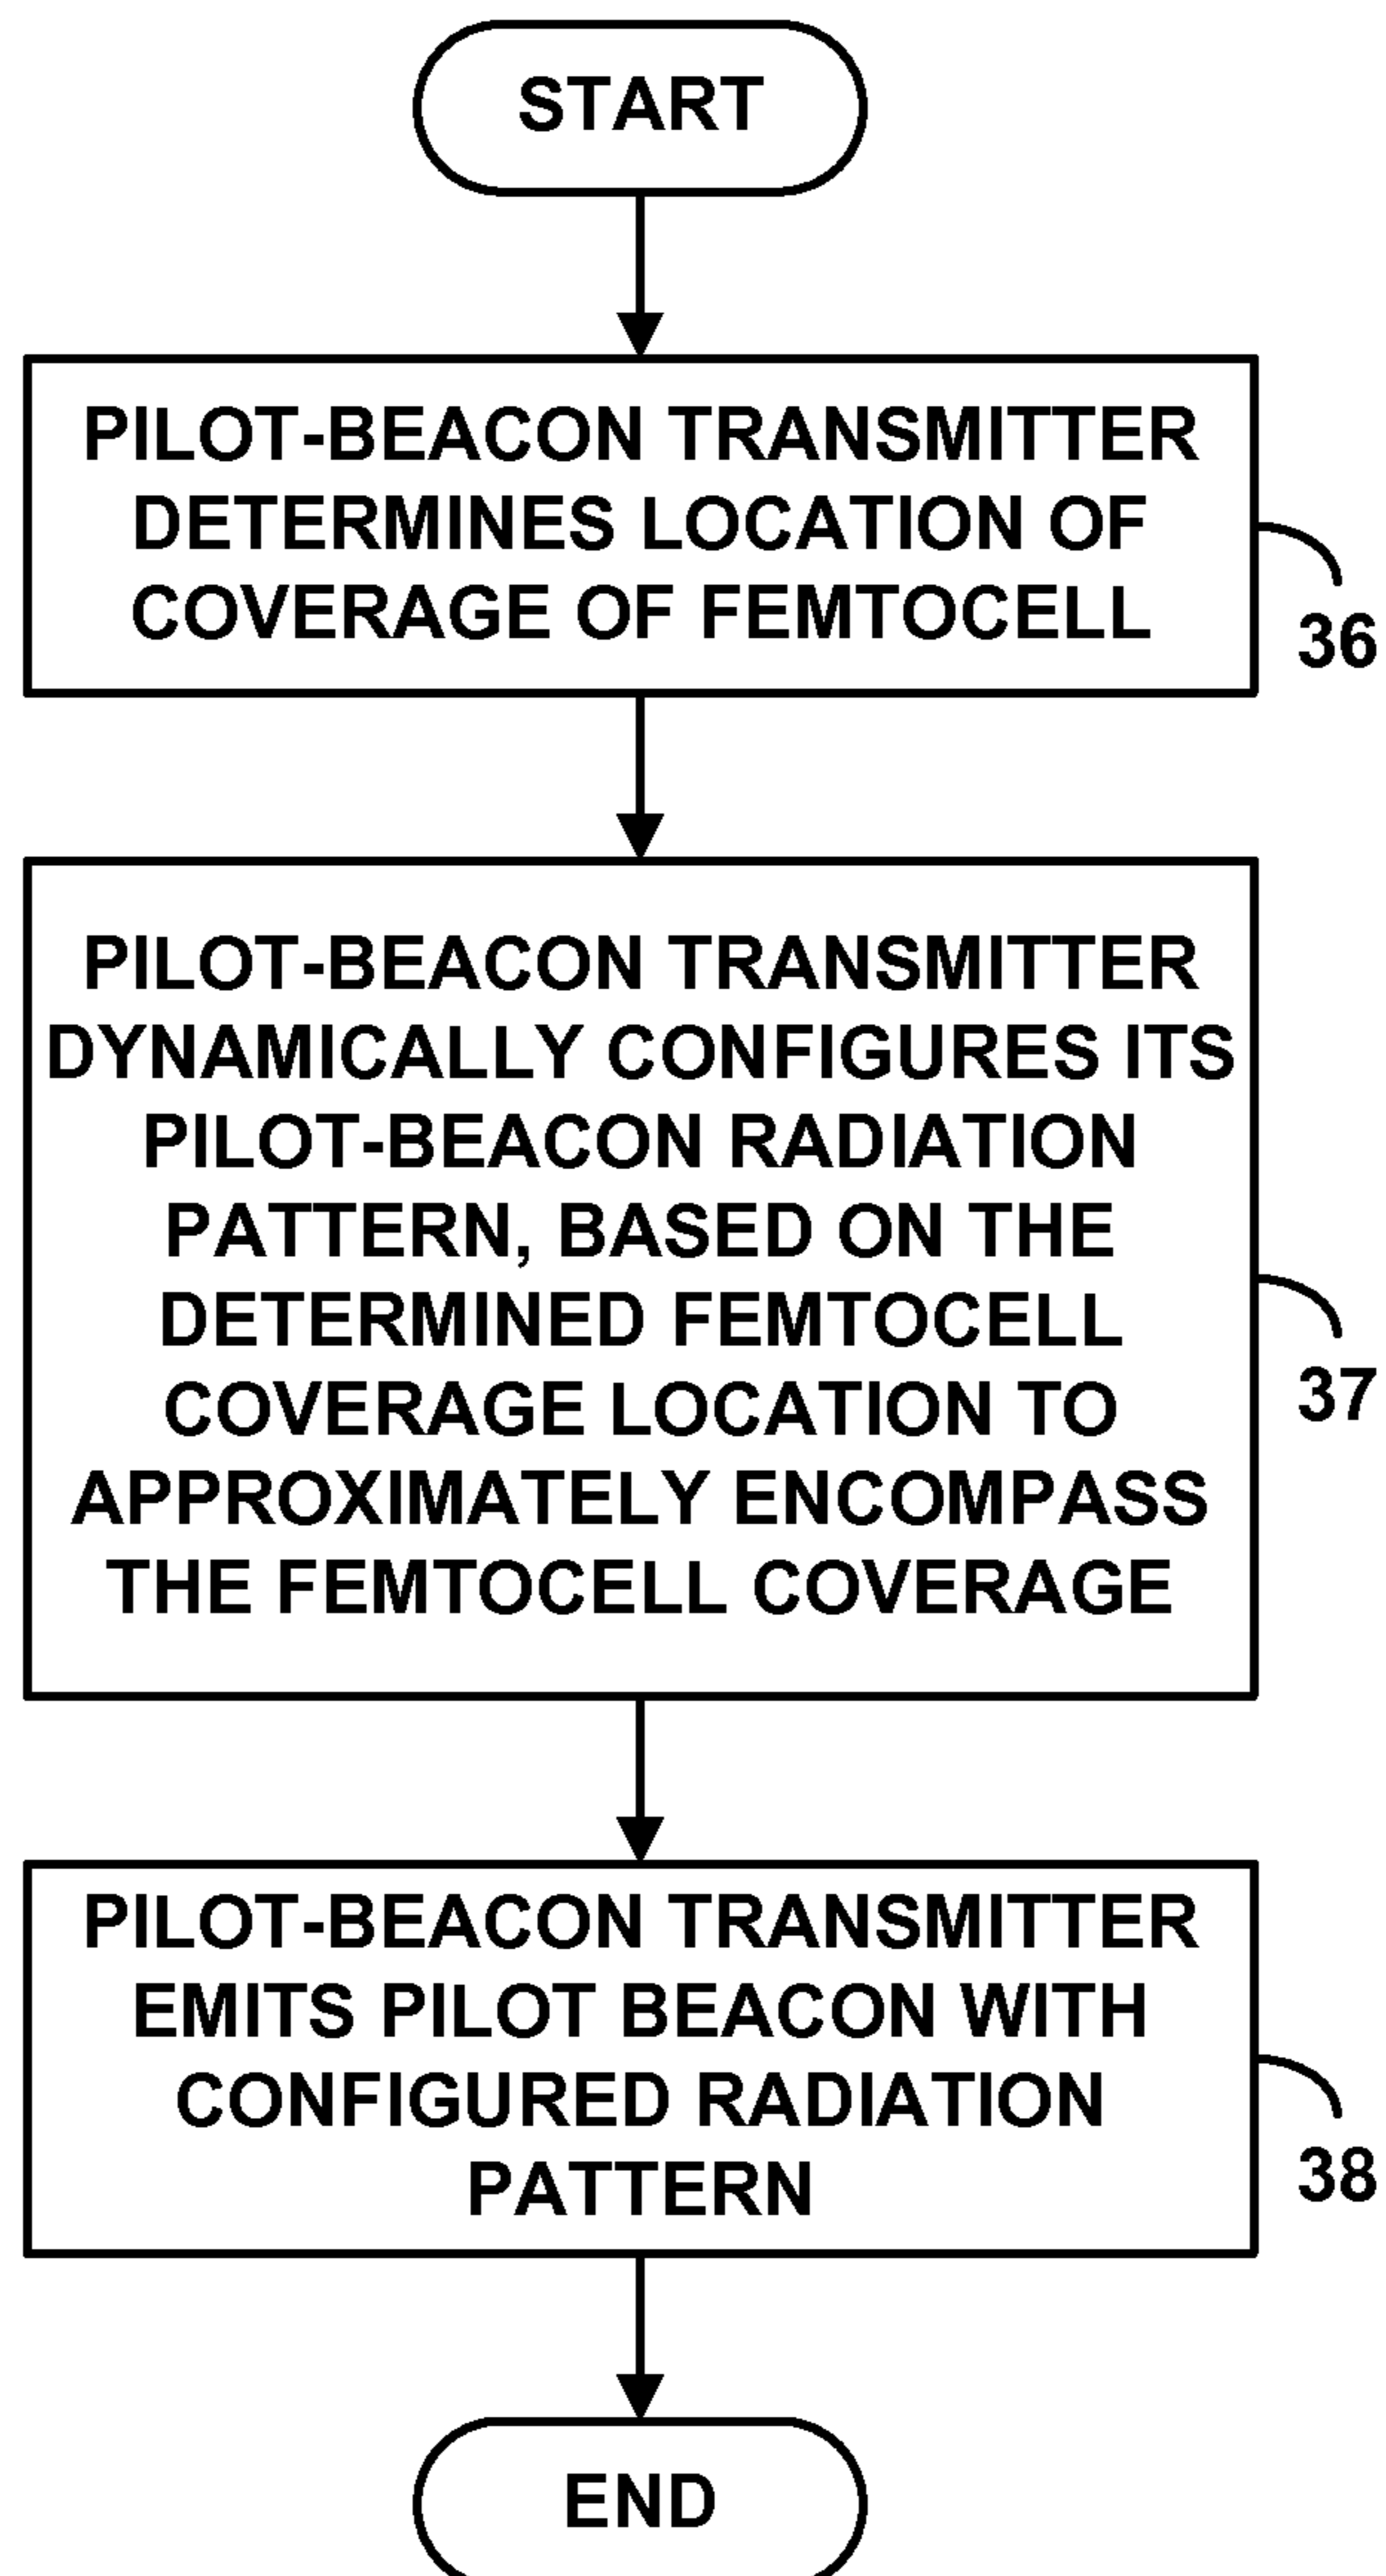 START
PILOT-BEACON TRANSMITTER
DETERMINES LOCATION OF
COVERAGE OF FEMTOCELL
36
PILOT-BEACON TRANSMITTER
DYNAMICALLY CONFIGURES ITS
PILOT-BEACON RADIATION
PATTERN, BASED ON THE
DETERMINED FEMTOCELL
COVERAGE LOCATION TO
APPROXIMATELY ENCOMPASS
THE FEMTOCELL COVERAGE
37
PILOT-BEACON TRANSMITTER
EMITS PILOT BEACON WITH
CONFIGURED RADIATION
PATTERN
38
END